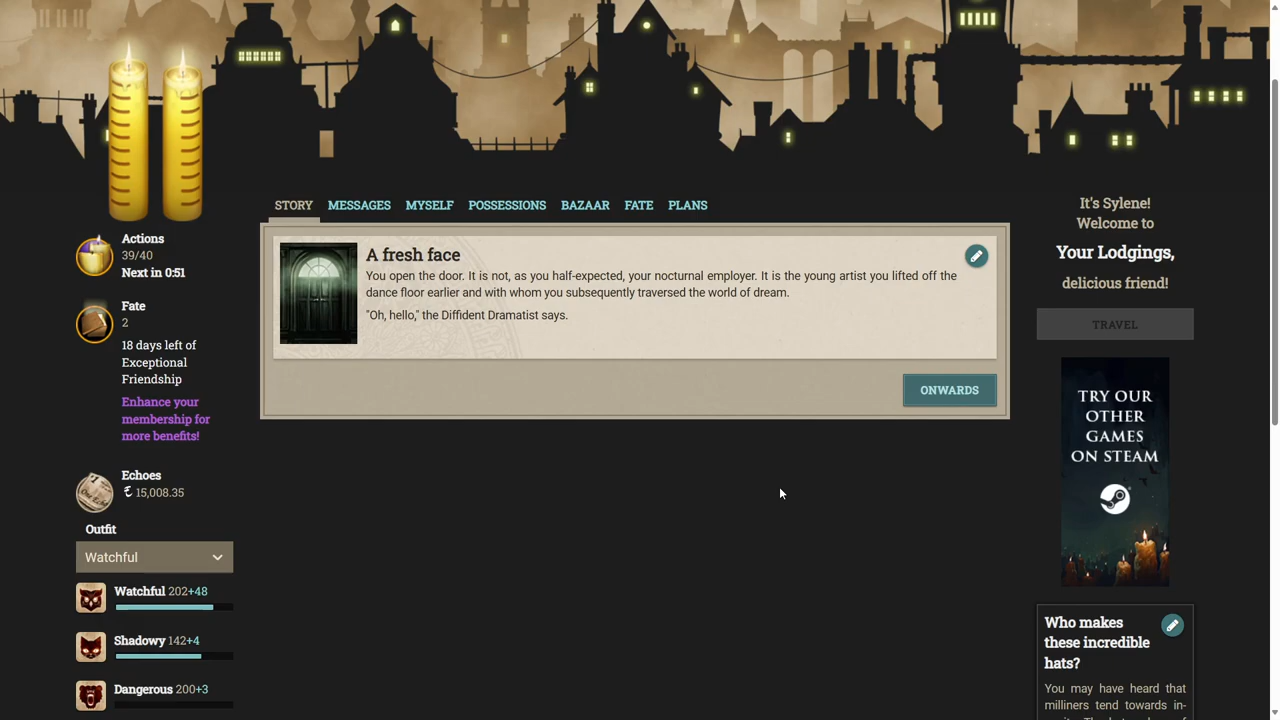 STORY MESSAGES MYSELF POSSESSIONS BAZAAR FATE PLANS
Actions
39/40
Next in 0:51
Fate
2
18 days left of
Exceptional
Friendship
Enhance your
membership for
more benefits!
Echoes
15,008.35
Outfit
Watchful
Watchful 202+48
Shadowy 142+4
Dangerous 200+3
A fresh face
You open the door. It is not, as you half-expected, your nocturnal employer. It is the young artist you lifted off the
dance floor earlier and with whom you subsequently traversed the world of dream.
"Oh, hello," the Diffident Dramatist says.
ONWARDS
It's Sylene!
Welcome to
Your Lodgings,
delicious friend!
TRAVEL
TRY OUR
OTHER
GAMES
ON STEAM
Who makes
these incredible
hats?
You may have heard that
milliners tend towards in-